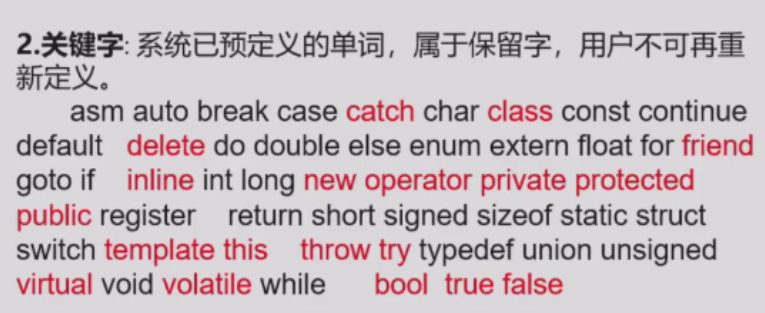 2.关键字: 系统已预定义的单词，属于保留字，用户不可再重
新定义。
asm auto break case catch char class const continue
default delete do double else enum extern float for friend
goto if inline int long new operator private protected
public register return short signed sizeof static struct
switch template this throw try typedef union unsigned
virtual void volatile while bool true false